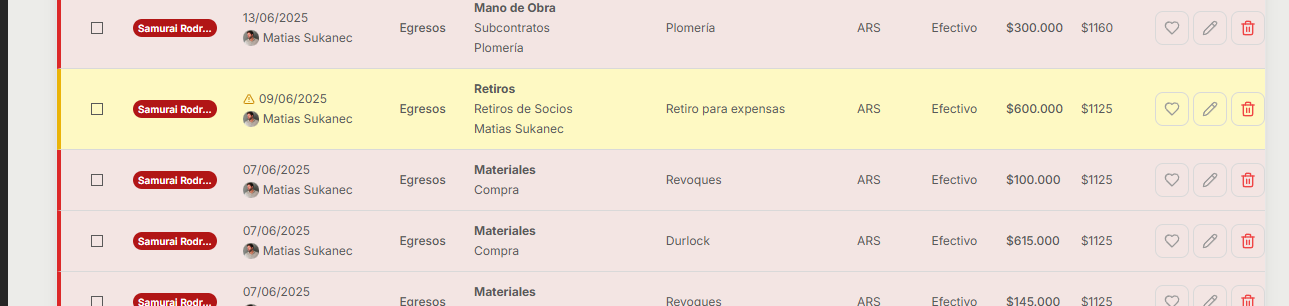 Mano de Obra
13/06/2025
Samurai Rodr... Matias Sukanec Egresos Subcontratos Plomería ARS Efectivo $300.000 $1160
Plomería
Retiros
09/06/2025
Samurai Rodr... Matias Sukanec Egresos Retiros de Socios Retiro para expensas ARS Efectivo $600.000 $1125
Matias Sukanec
07/06/2025 Materiales
Samurai Rodr... Egresos Revoques ARS Efectivo $100.000 $1125
Matias Sukanec Compra
07/06/2025 Materiales
Samurai Rodr... Egresos Durlock ARS Efectivo $615.000 $1125
Matias Sukanec Compra
07/06/2025 Materiales
Samurai Rodr... Egresos Revoques ARS Efectivo $145.000 $1125